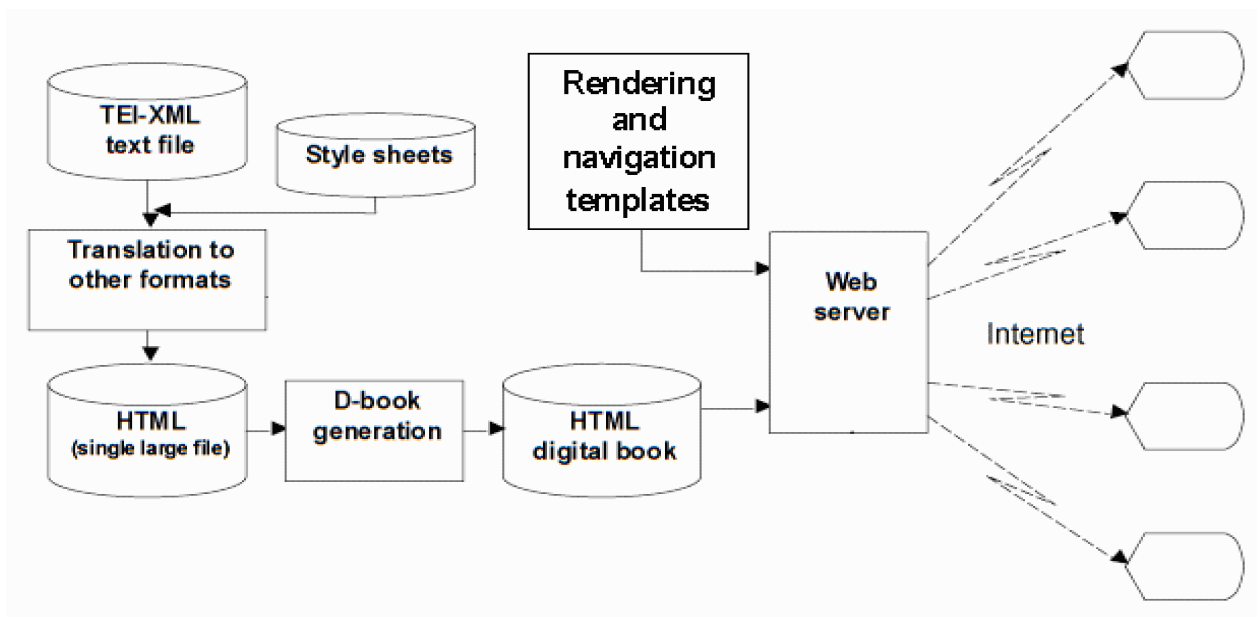 TEI-XML
text file
Style sheets
Rendering
and
navigation
templates
Translation to
other formats
Web
server
Internet
HTML
(single large file)
D-book
generation
HTML
digital book